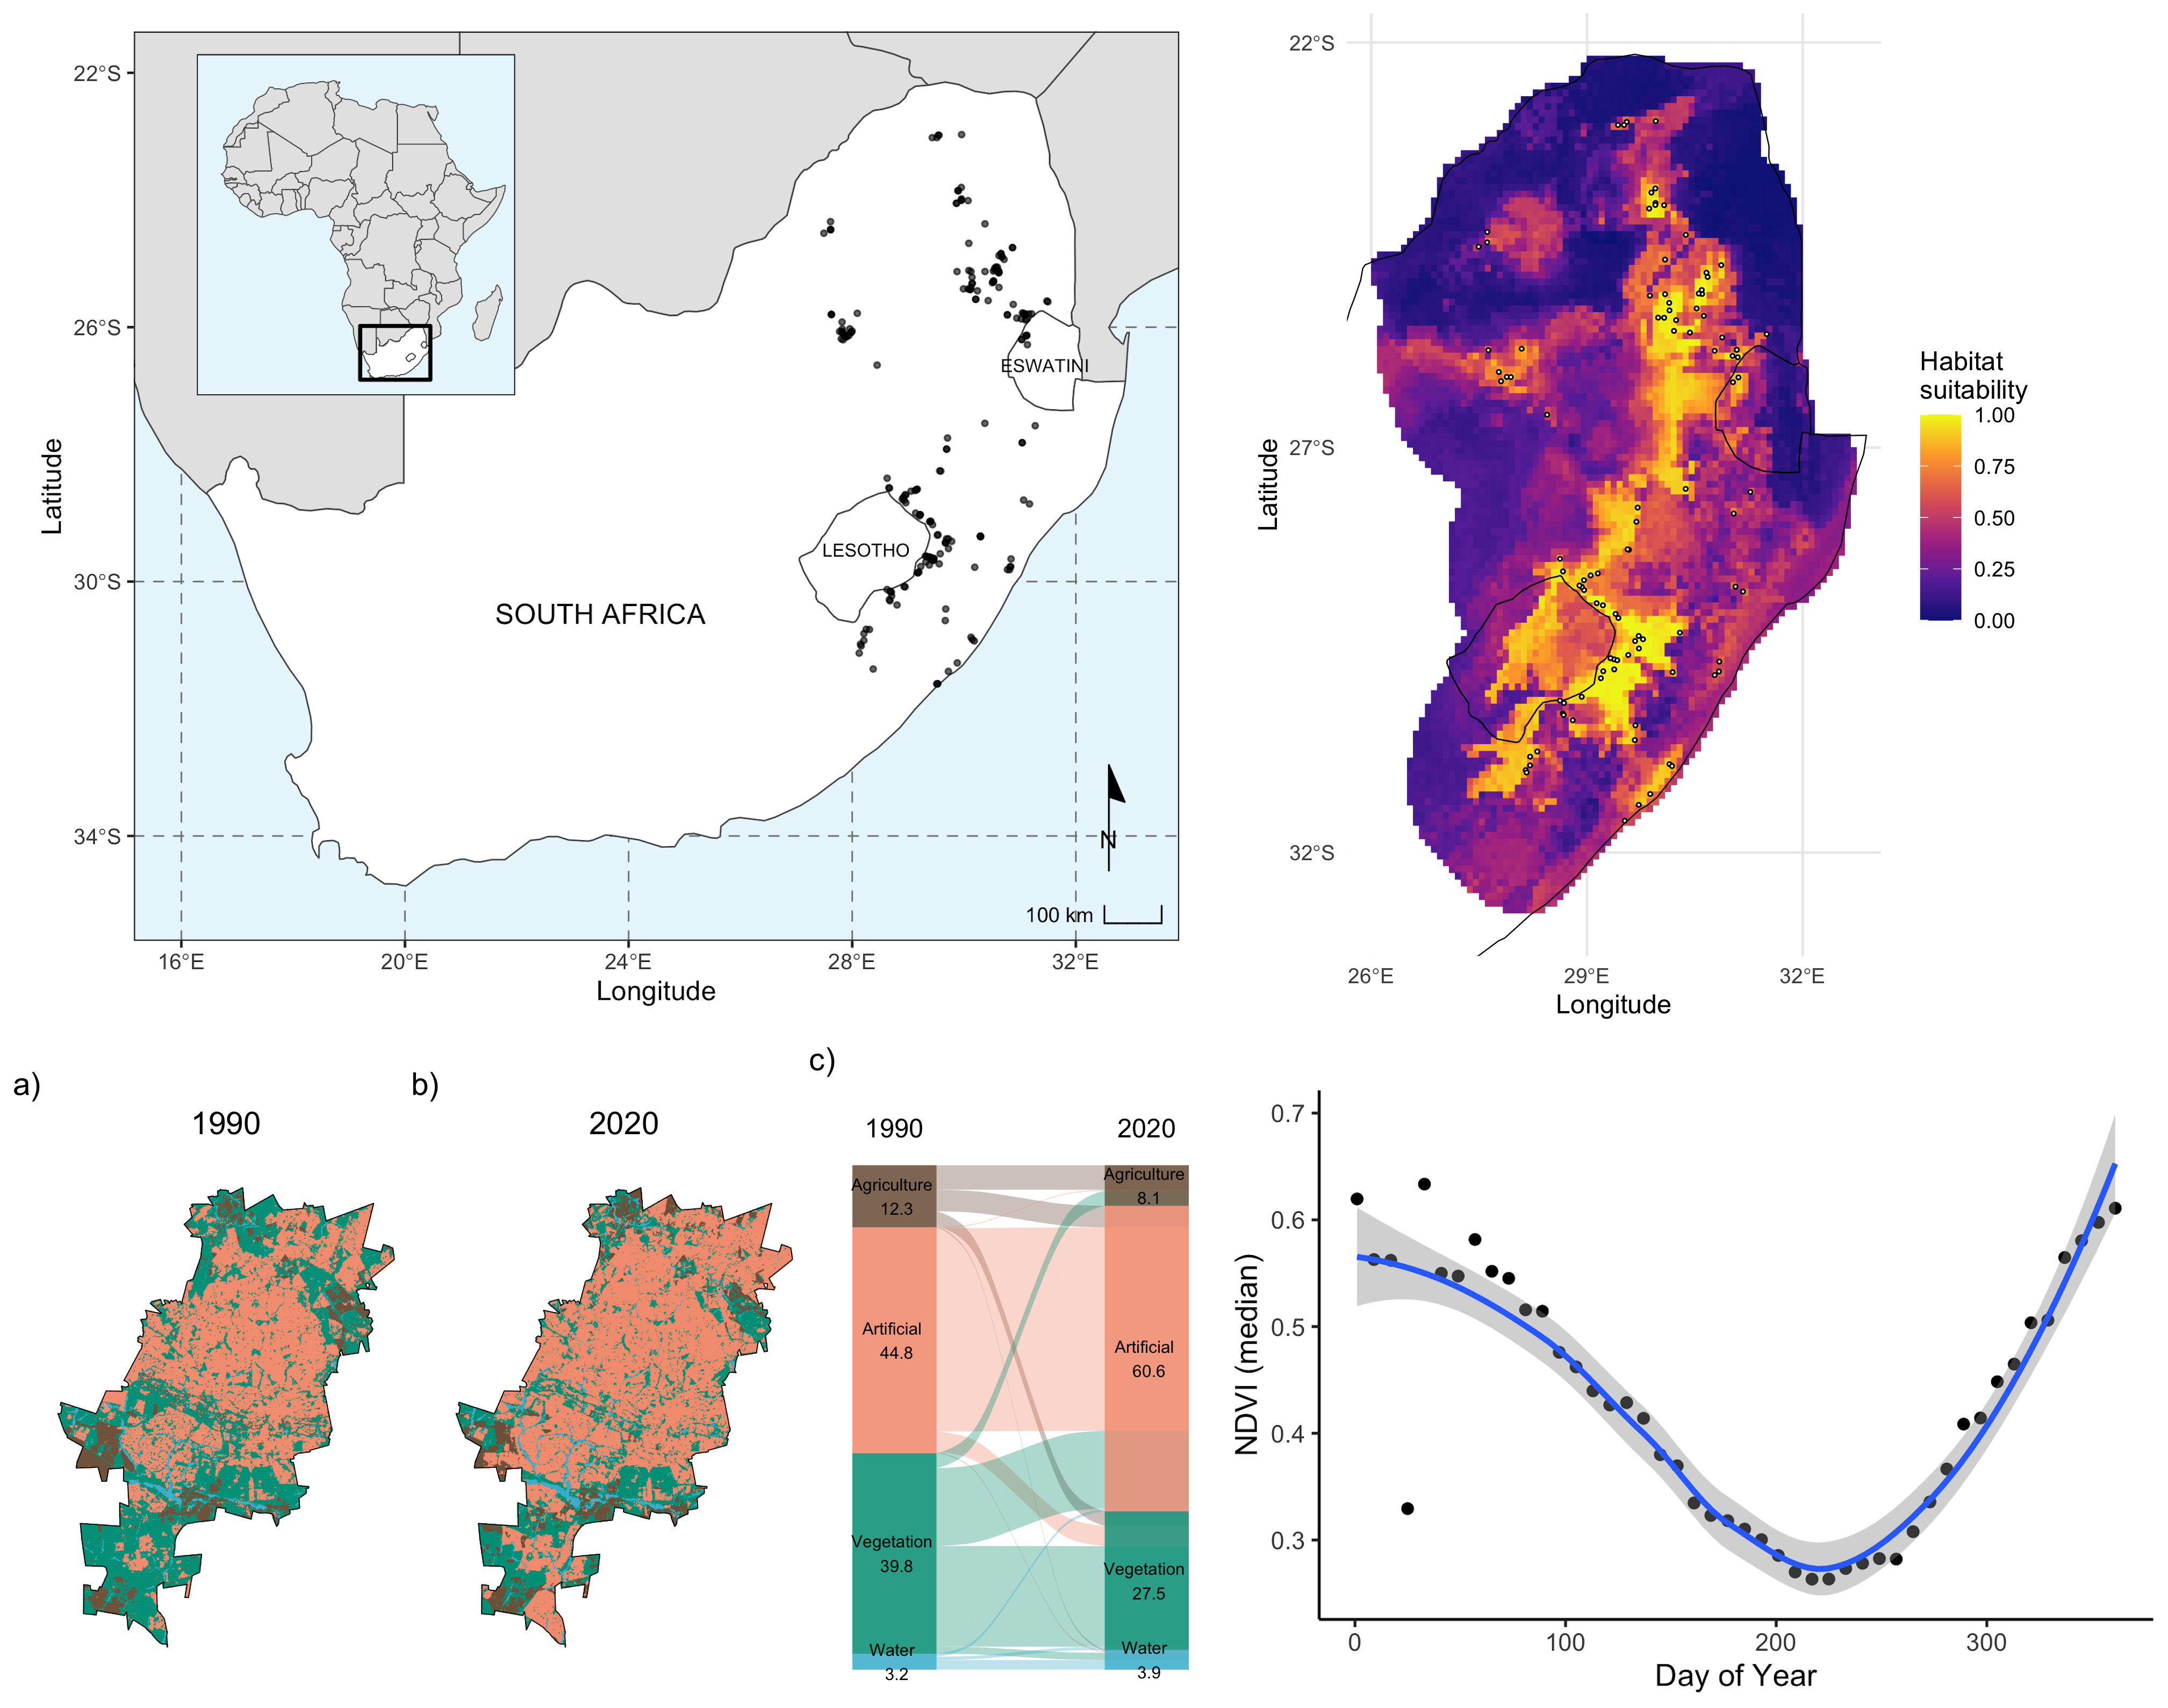 22°S
26°S
30°S
34°S
Latitude
ESWATINI
LESOTHO
SOUTH AFRICA
N
100 km
16°E
20°E
24°E
28°E
32°E
Longitude
22°S
27°S
32°S
Latitude
26°E
29°E
32°E
Longitude
Habitat
suitability
1.00
0.75
0.50
0.25
0.00
a)
1990
b)
2020
c)
1990
2020
Agriculture
12.3
Artificial
44.8
Vegetation
39.8
Water
3.2
Agriculture
8.1
Artificial
60.6
Vegetation
27.5
Water
3.9
0.7
0.6
0.5
0.4
0.3
NDVI (median)
0
100
200
300
Day of Year